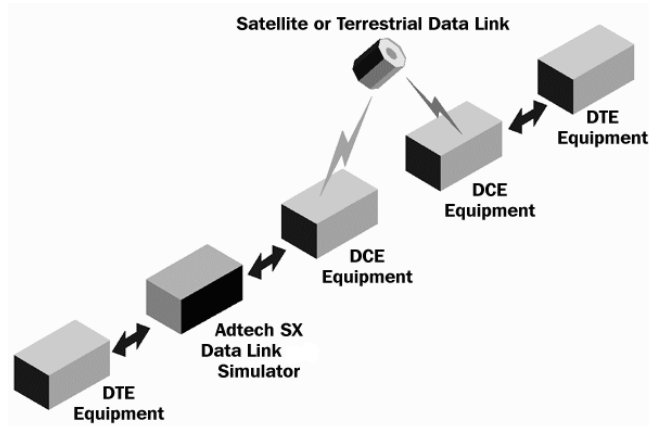 Satellite or Terrestrial Data Link
DTE
Equipment
DCE
Equipment
DCE
Equipment
Adtech SX
Data Link
Simulator
DTE
Equipment